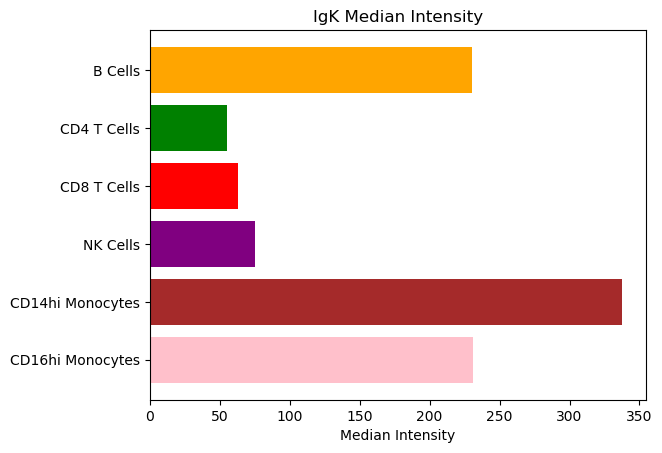 IgK Median Intensity
B Cells
CD4 T Cells
CD8 T Cells
NK Cells
CD14hi Monocytes
CD16hi Monocytes
0 50 100 150 200 250 300 350
Median Intensity